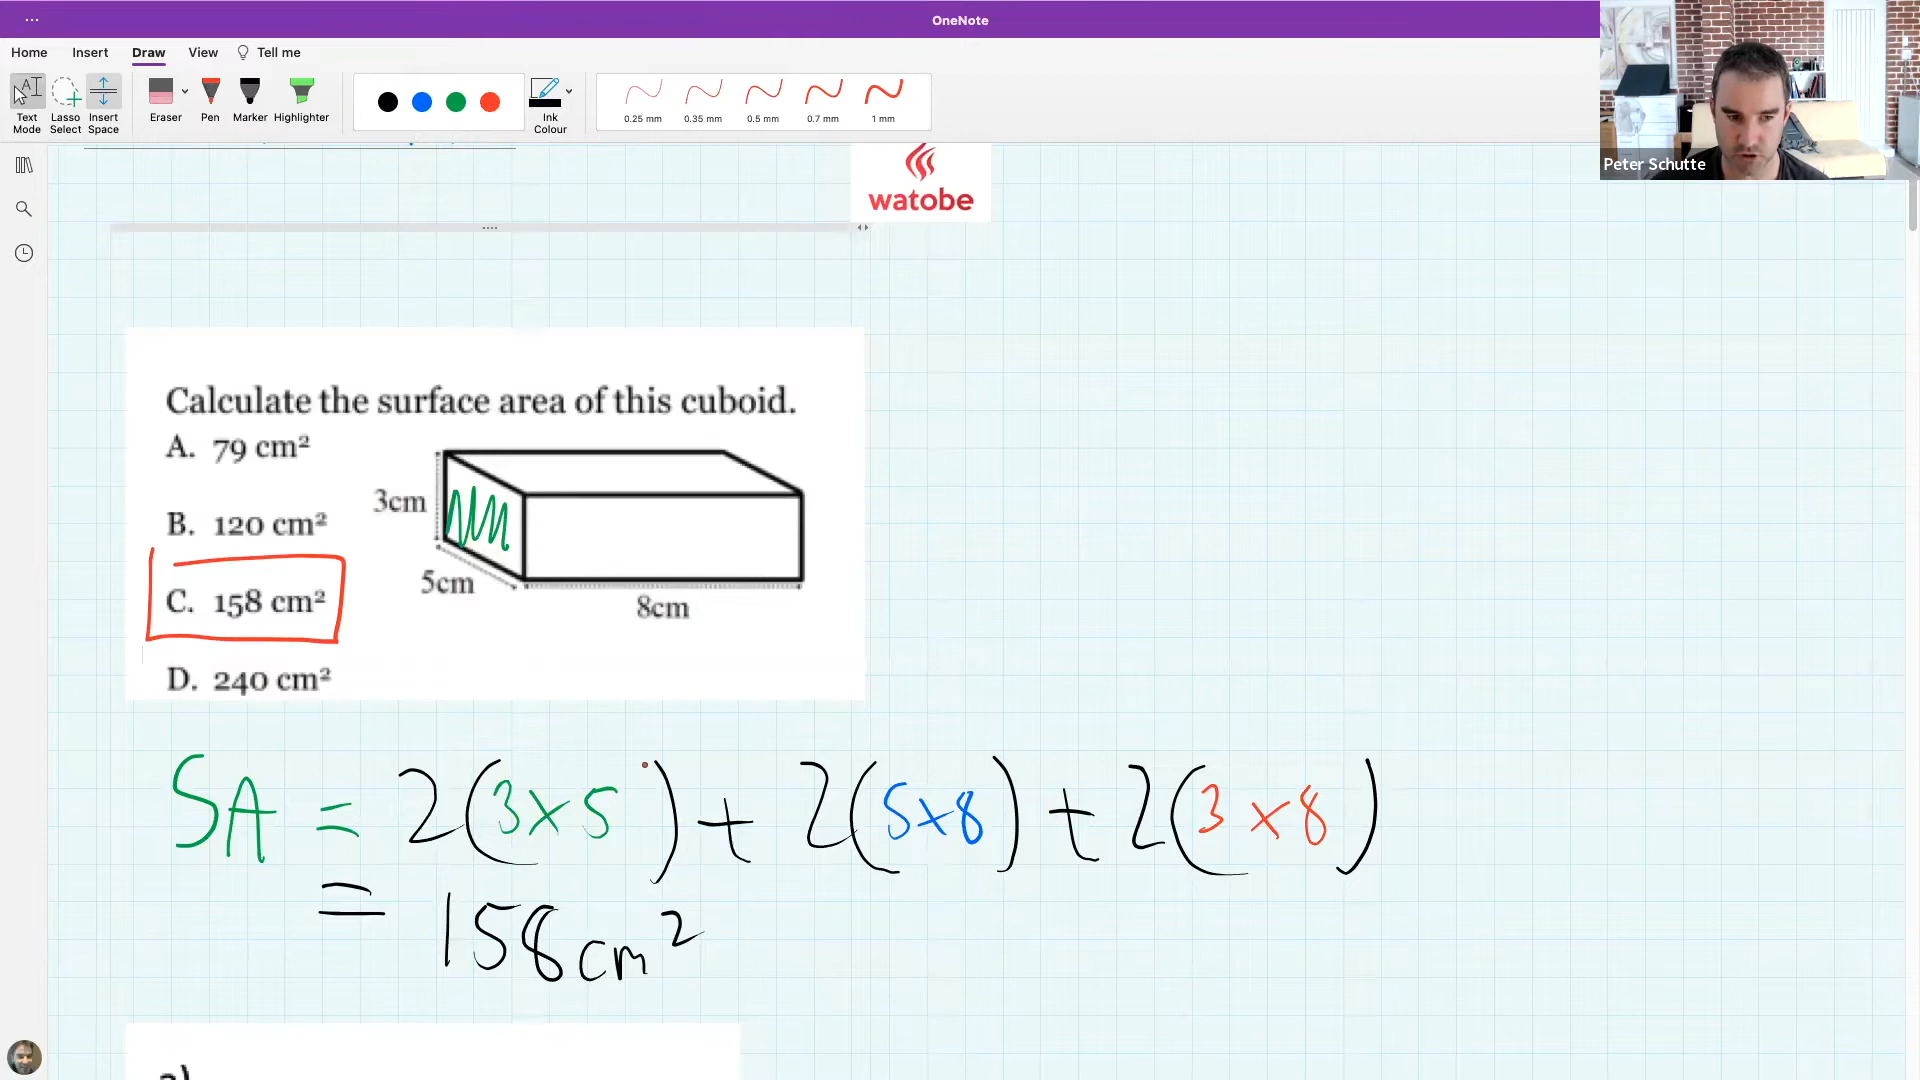 OneNote
Home Insert Draw View Tell me
Text Mode
Lasso Select
Insert Space
Eraser
Pen
Marker
Highlighter
Ink Colour
0.25 mm 0.35 mm 0.5 mm 0.7 mm 1 mm
Peter Schutte
watobe
Calculate the surface area of this cuboid.
A. 79 cm²
B. 120 cm²
C. 158 cm²
D. 240 cm²
3cm
5cm
8cm
SA = 2(3×5) + 2(5×8) + 2(3×8)
= 158cm²